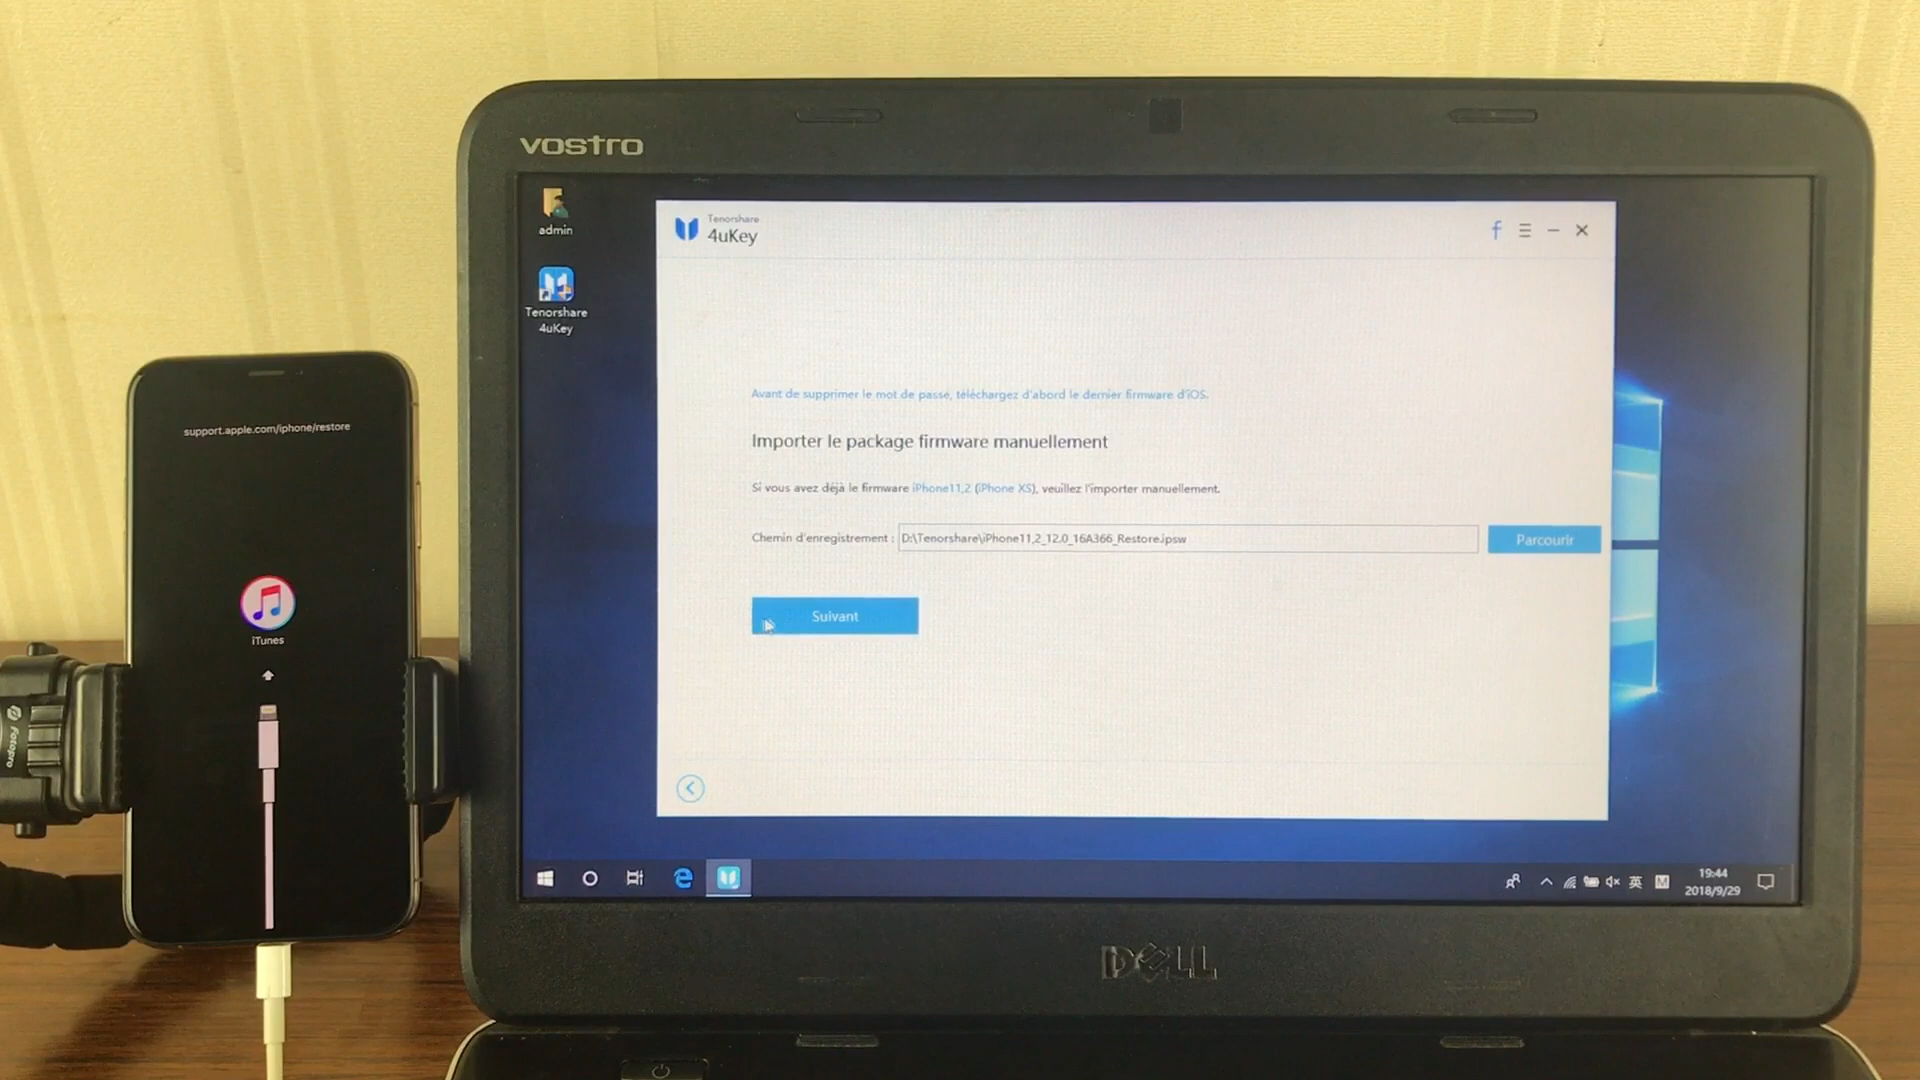 vostro
admin
Tenorshare
4uKey
Tenorshare
4uKey
f
Avant de supprimer le mot de passe, téléchargez d'abord le dernier firmware d'iOS.
Importer le package firmware manuellement
Si vous avez déjà le firmware iPhone11,2 (iPhone XS), veuillez l'importer manuellement.
Chemin d'enregistrement : D:\Tenorshare\iPhone11,2_12.0_16A366_Restore.ipsw
Parcourir
Suivant
英 M
19:44
2018/9/29
DELL
support.apple.com/iphone/restore
iTunes
Fotopro